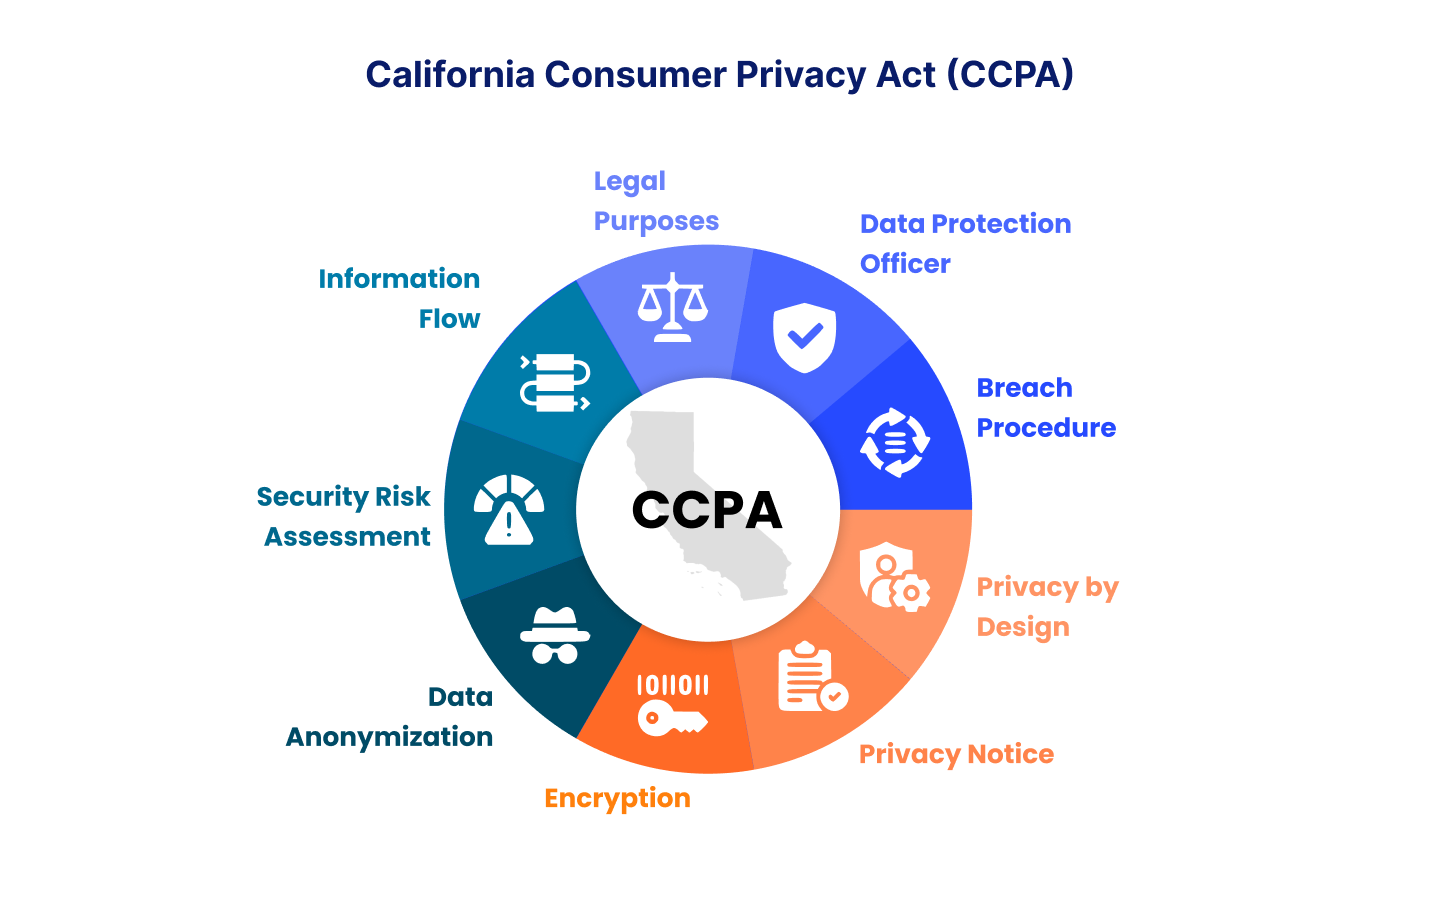 California Consumer Privacy Act (CCPA)
Legal
Purposes
Data Protection
Officer
Information
Flow
Breach
Procedure
Security Risk
Assessment
CCPA
Privacy by
Design
Data
Anonymization
1011011
Privacy Notice
Encryption